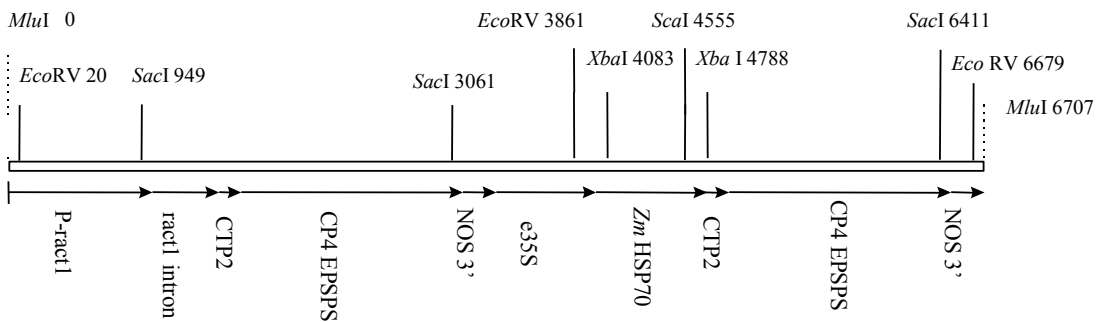 MluI 0
EcoRV 3861
ScaI 4555
SacI 6411
EcoRV 20
SacI 949
SacI 3061
XbaI 4083
Xba I 4788
Eco RV 6679
MluI 6707
P-ract1
ract1 intron
CTP2
CP4 EPSPS
NOS 3’
e35S
Zm HSP70
CTP2
CP4 EPSPS
NOS 3’